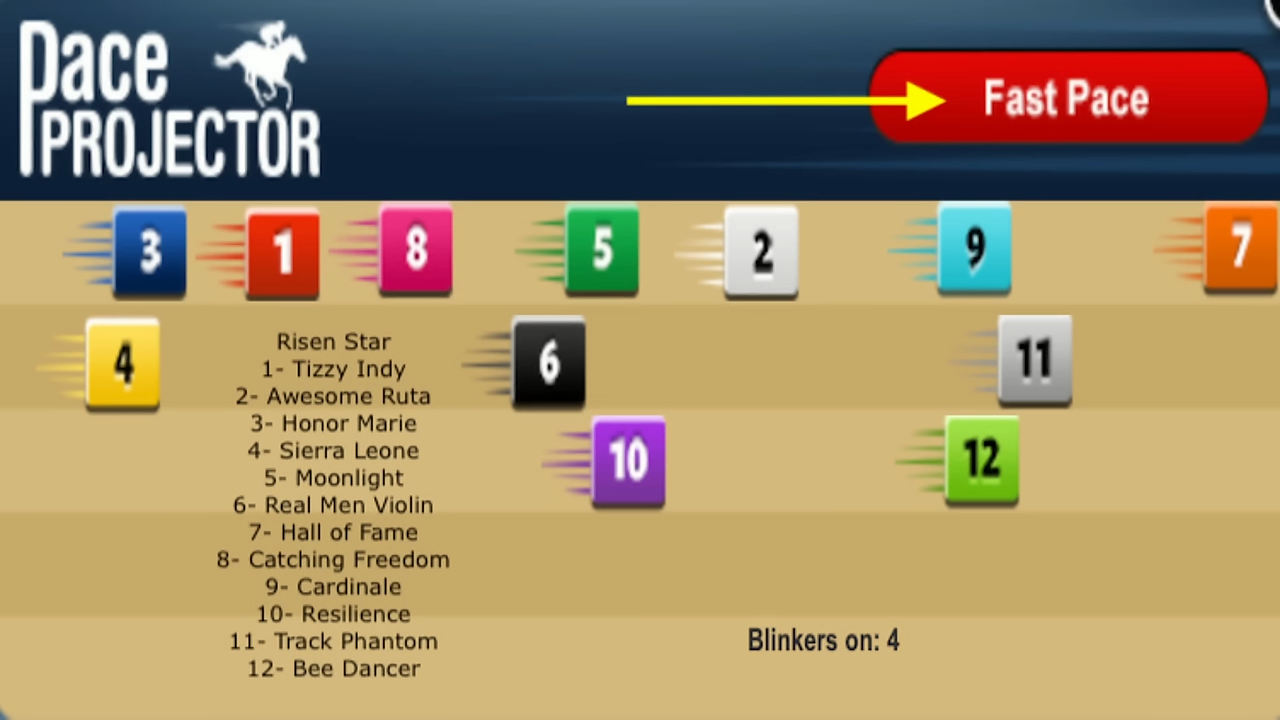 Pace
PROJECTOR
Fast Pace
3 1 8 5 2 9 7
4 6 11
10 12
Risen Star
1- Tizzy Indy
2- Awesome Ruta
3- Honor Marie
4- Sierra Leone
5- Moonlight
6- Real Men Violin
7- Hall of Fame
8- Catching Freedom
9- Cardinale
10- Resilience
11- Track Phantom
12- Bee Dancer
Blinkers on: 4